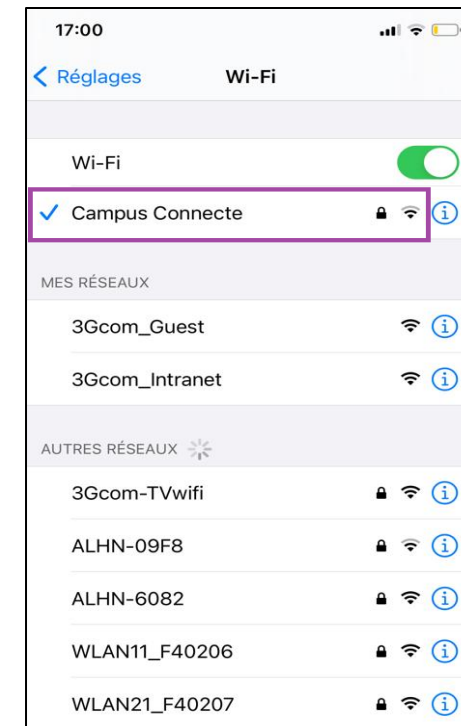 17:00
Réglages Wi-Fi
Wi-Fi
Campus Connecte
MES RÉSEAUX
3Gcom_Guest
3Gcom_Intranet
AUTRES RÉSEAUX
3Gcom-TVwifi
ALHN-09F8
ALHN-6082
WLAN11_F40206
WLAN21_F40207